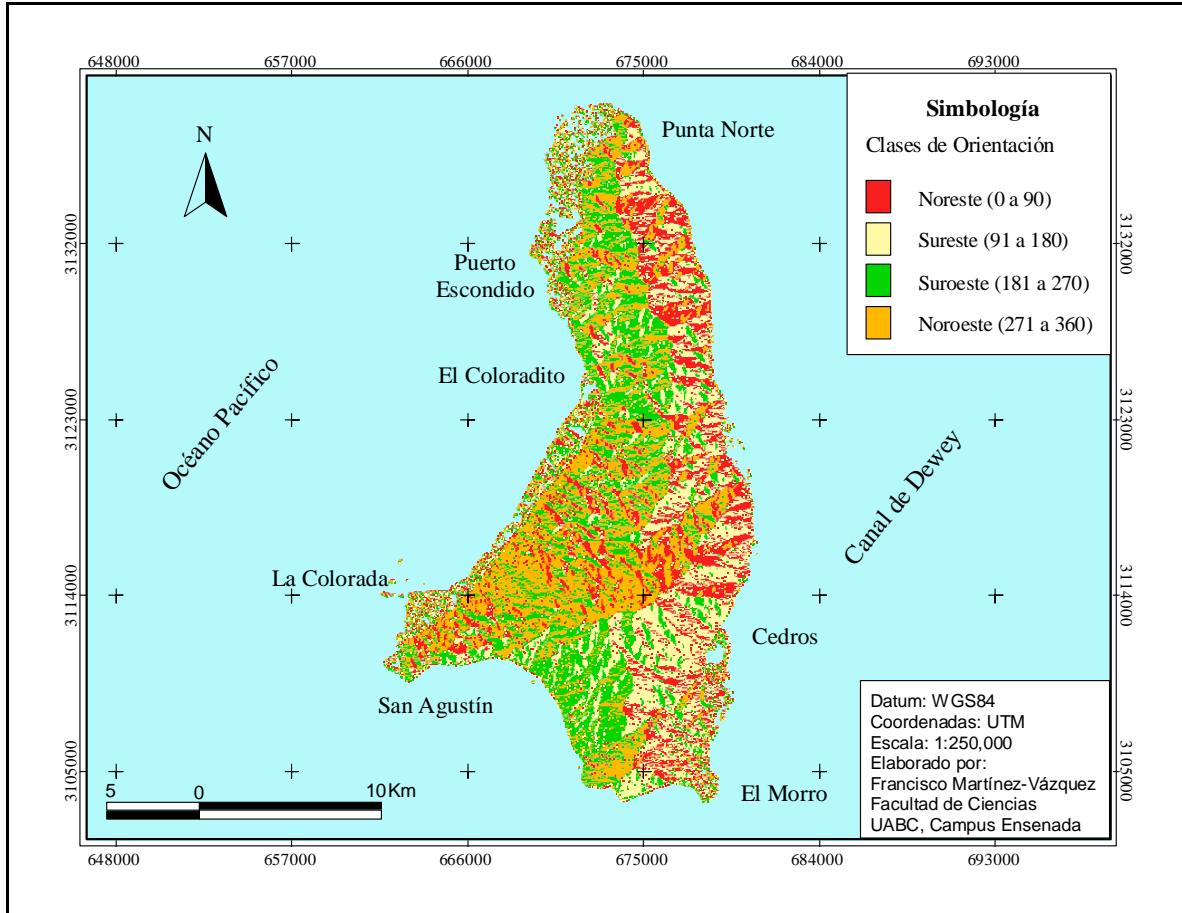 648000 657000 666000 675000 684000 693000
Simbología
Clases de Orientación
Noreste (0 a 90)
Sureste (91 a 180)
Suroeste (181 a 270)
Noroeste (271 a 360)
N
Punta Norte
3132000
3132000
Puerto
Escondido
El Coloradito
Océano Pacífico
3123000
3123000
Canal de Dewey
La Colorada
3114000
3114000
Cedros
San Agustín
El Morro
3105000
3105000
5 0 10Km
Datum: WGS84
Coordenadas: UTM
Escala: 1:250,000
Elaborado por:
Francisco Martínez-Vázquez
Facultad de Ciencias
UABC, Campus Ensenada
648000 657000 666000 675000 684000 693000